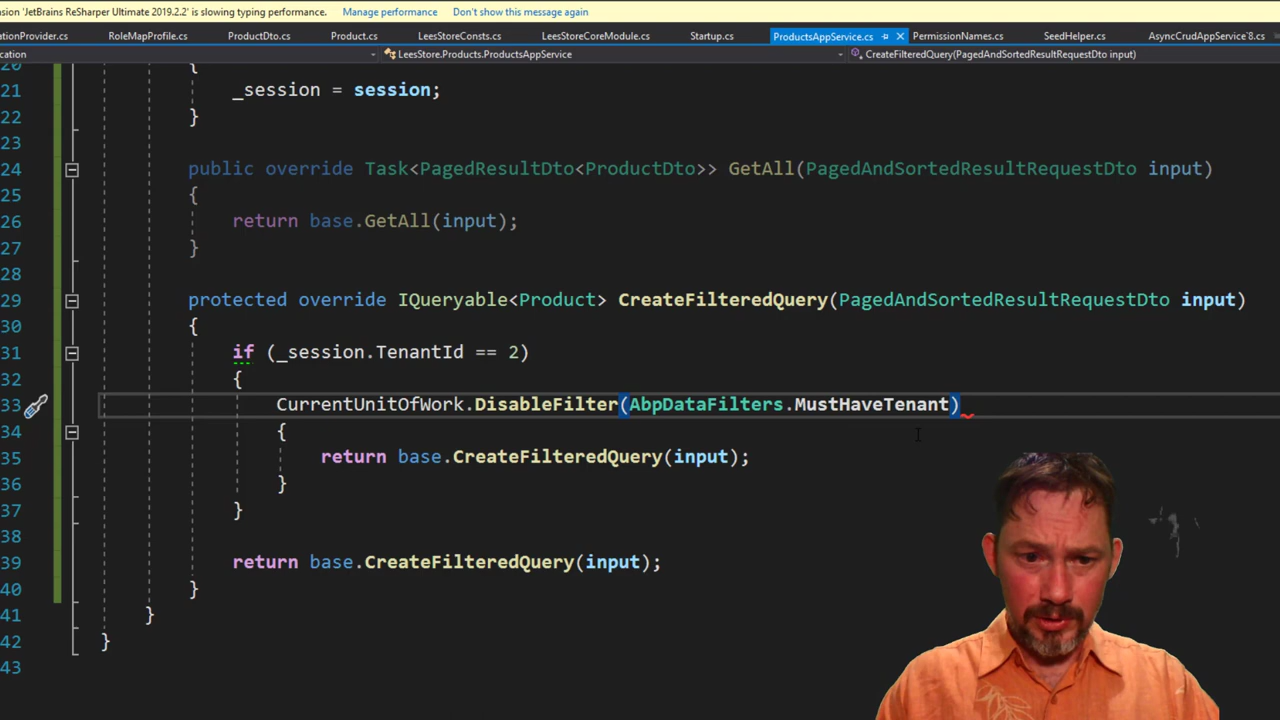 sion 'JetBrains ReSharper Ultimate 2019.2.2' is slowing typing performance. Manage performance Don't show this message again
ationProvider.cs RoleMapProfile.cs ProductDto.cs Product.cs LeeStoreConsts.cs LeesStoreCoreModule.cs Startup.cs ProductsAppService.cs PermissionNames.cs SeedHelper.cs AsyncCrudAppService`8.cs
cation LeesStore.Products.ProductsAppService CreateFilteredQuery(PagedAndSortedResultRequestDto input)
20 {
21 _session = session;
22 }
23
24 public override Task<PagedResultDto<ProductDto>> GetAll(PagedAndSortedResultRequestDto input)
25 {
26 return base.GetAll(input);
27 }
28
29 protected override IQueryable<Product> CreateFilteredQuery(PagedAndSortedResultRequestDto input)
30 {
31 if (_session.TenantId == 2)
32 {
33 CurrentUnitOfWork.DisableFilter(AbpDataFilters.MustHaveTenant)
34 {
35 return base.CreateFilteredQuery(input);
36 }
37 }
38
39 return base.CreateFilteredQuery(input);
40 }
41 }
42 }
43